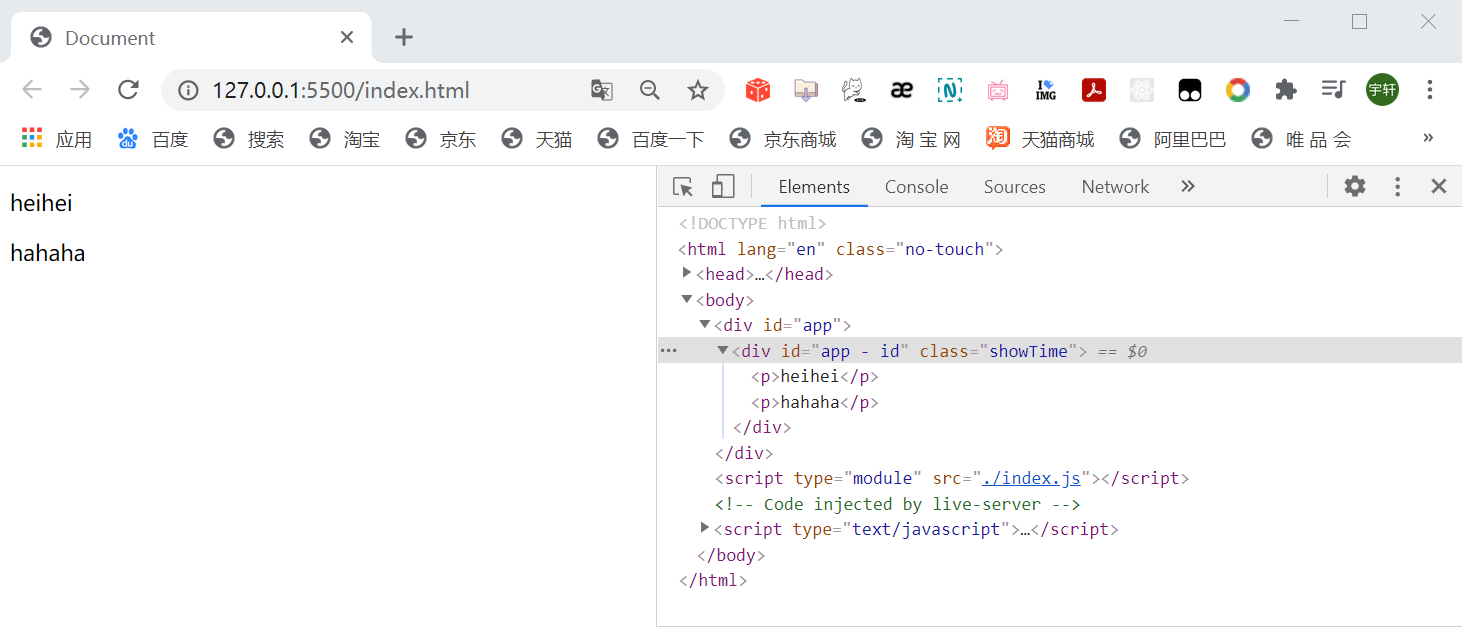 Document
127.0.0.1:5500/index.html
æ
N
I
IMG
宇轩
应用 du 百度 搜索 淘宝 京东 天猫 百度一下 京东商城 淘 宝 网 淘 天猫商城 阿里巴巴 唯 品 会 »
heihei
hahaha
Elements Console Sources Network »
<!DOCTYPE html>
<html lang="en" class="no-touch">
<head>…</head>
<body>
<div id="app">
<div id="app - id" class="showTime"> == $0
<p>heihei</p>
<p>hahaha</p>
</div>
</div>
<script type="module" src="./index.js"></script>
<!-- Code injected by live-server -->
<script type="text/javascript">…</script>
</body>
</html>